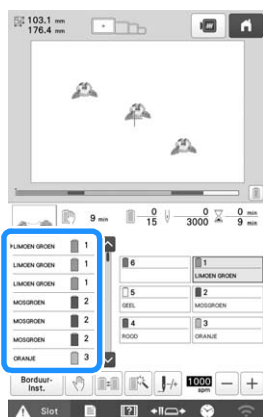 103.1 mm
176.4 mm
9 min
0
15
0
3000
0 min
9 min
LIMOEN GROEN 1
LIMOEN GROEN 1
LIMOEN GROEN 1
MOSGROEN 2
MOSGROEN 2
ORANJE 3
6
1
LIMOEN GROEN
5
GEEL
2
MOSGROEN
4
ROOD
3
ORANJE
Borduur-
Inst.
1000
spm
Slot